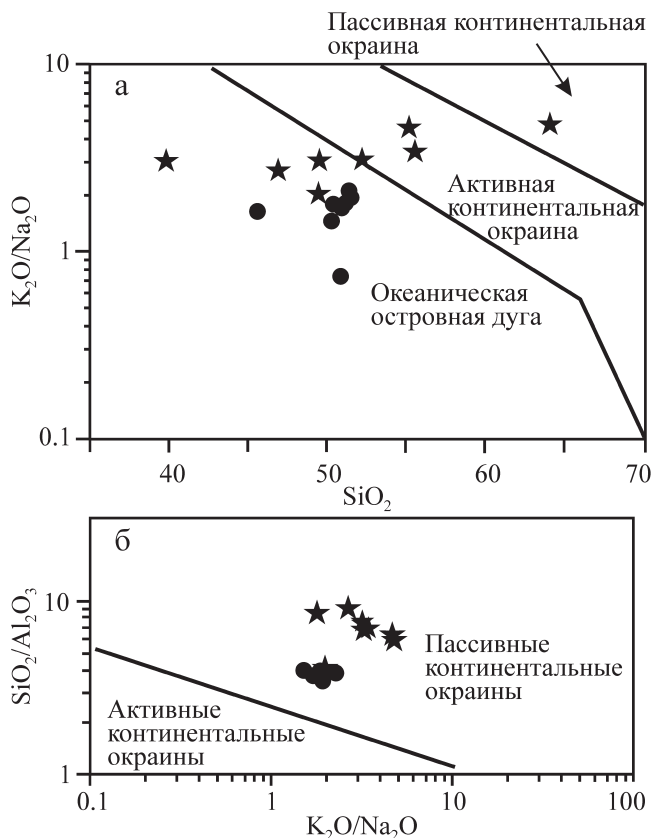 Пассивная континентальная
окраина
10
а
Активная
континентальная
окраина
K₂O/Na₂O
1
Океаническая
островная дуга
0.1
40
50
60
70
SiO₂
б
10
SiO₂/Al₂O₃
Пассивные
континентальные
окраины
Активные
континентальные
окраины
1
0.1
1
10
100
K₂O/Na₂O